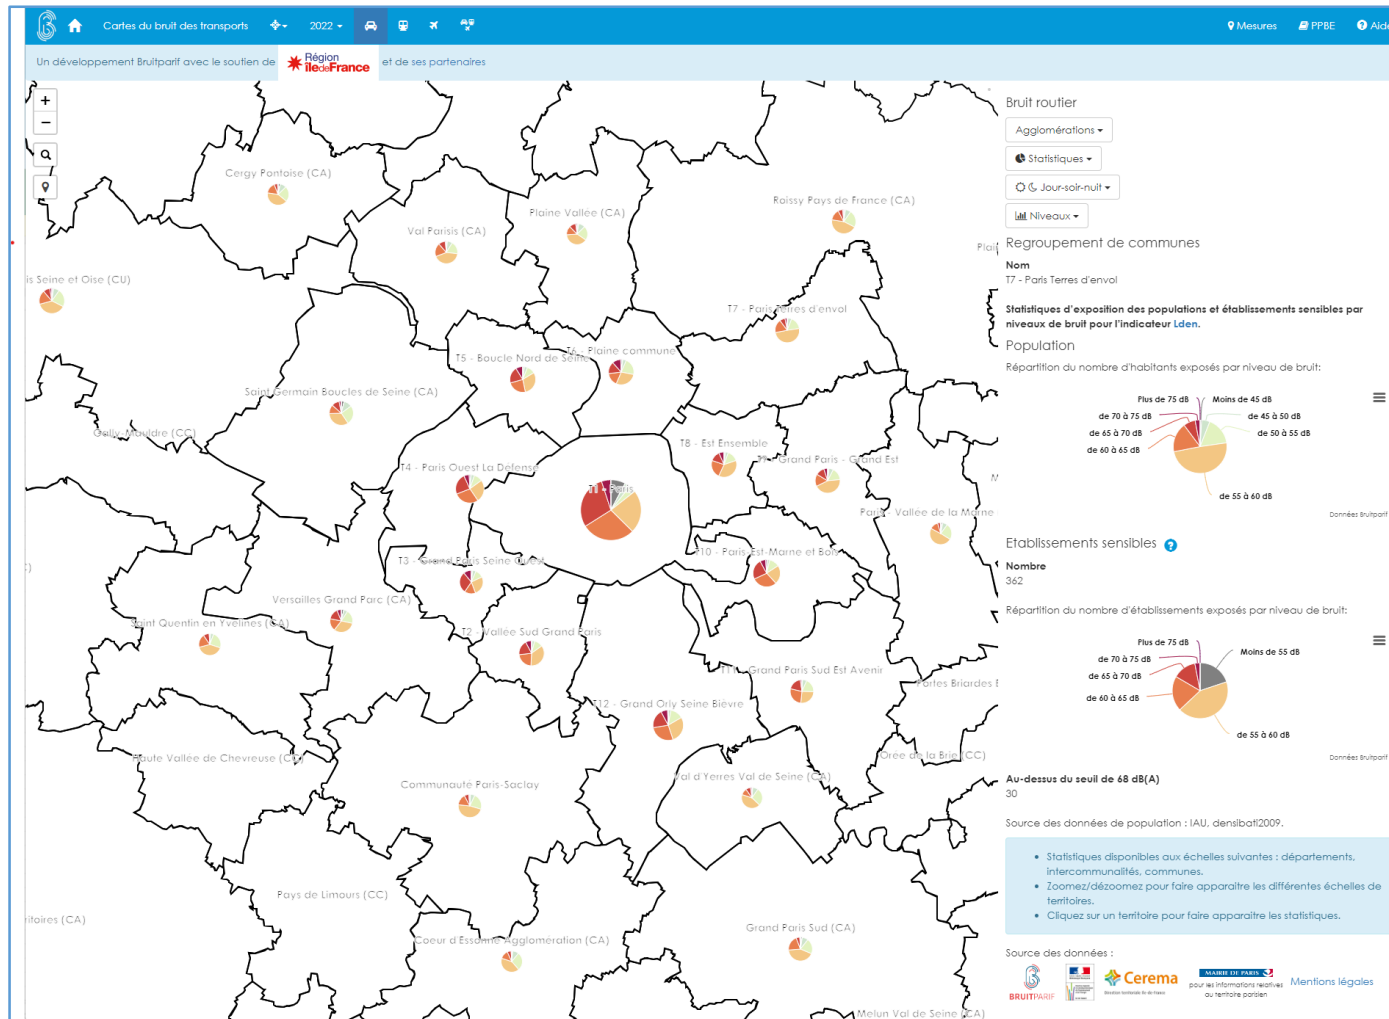 Cartes du bruit des transports
2022
Mesures
PPBE
Aide
Un développement Bruitparif avec le soutien de
Région
îledeFrance
et de ses partenaires
+
−
Cergy Pontoise (CA)
Val Parisis (CA)
Plaine Vallée (CA)
Roissy Pays de France (CA)
is Seine et Oise (CU)
T7 - Paris Terres d'envol
T5 - Boucle Nord de Seine
T6 - Plaine commune
Saint Germain Boucles de Seine (CA)
Gally-Mauldre (CC)
T4 - Paris Ouest La Défense
T1 - Paris
T8 - Est Ensemble
T9 - Grand Paris - Grand Est
Paris - Vallée de la Marne
T3 - Grand Paris Seine Ouest
T10 - Paris-Est-Marne et Bois
Versailles Grand Parc (CA)
Saint Quentin en Yvelines (CA)
T2 - Vallée Sud Grand Paris
T11 - Grand Paris Sud Est Avenir
Portes Briardes E
T12 - Grand Orly Seine Bièvre
Haute Vallée de Chevreuse (CC)
Orée de la Brie (CC)
Communauté Paris-Saclay
Val d'Yerres Val de Seine (CA)
Pays de Limours (CC)
ritoires (CA)
Coeur d'Essonne Agglomération (CA)
Grand Paris Sud (CA)
Melun Val de Seine (CA)
Bruit routier
Agglomérations
Statistiques
Jour-soir-nuit
Niveaux
Regroupement de communes
Nom
T7 - Paris Terres d'envol
Statistiques d'exposition des populations et établissements sensibles par
niveaux de bruit pour l'indicateur Lden.
Population
Répartition du nombre d'habitants exposés par niveau de bruit:
Plus de 75 dB
Moins de 45 dB
de 70 à 75 dB
de 45 à 50 dB
de 65 à 70 dB
de 50 à 55 dB
de 60 à 65 dB
de 55 à 60 dB
Données Bruitparif
Etablissements sensibles
Nombre
362
Répartition du nombre d'établissements exposés par niveau de bruit:
Plus de 75 dB
Moins de 55 dB
de 70 à 75 dB
de 65 à 70 dB
de 60 à 65 dB
de 55 à 60 dB
Données Bruitparif
Au-dessus du seuil de 68 dB(A)
30
Source des données de population : IAU, densibati2009.
Statistiques disponibles aux échelles suivantes : départements,
intercommunalités, communes.
Zoomez/dézoomez pour faire apparaître les différentes échelles de
territoires.
Cliquez sur un territoire pour faire apparaître les statistiques.
Source des données :
BRUITPARIF
Cerema
MAIRIE DE PARIS
pour les informations relatives
au territoire parisien
Mentions légales